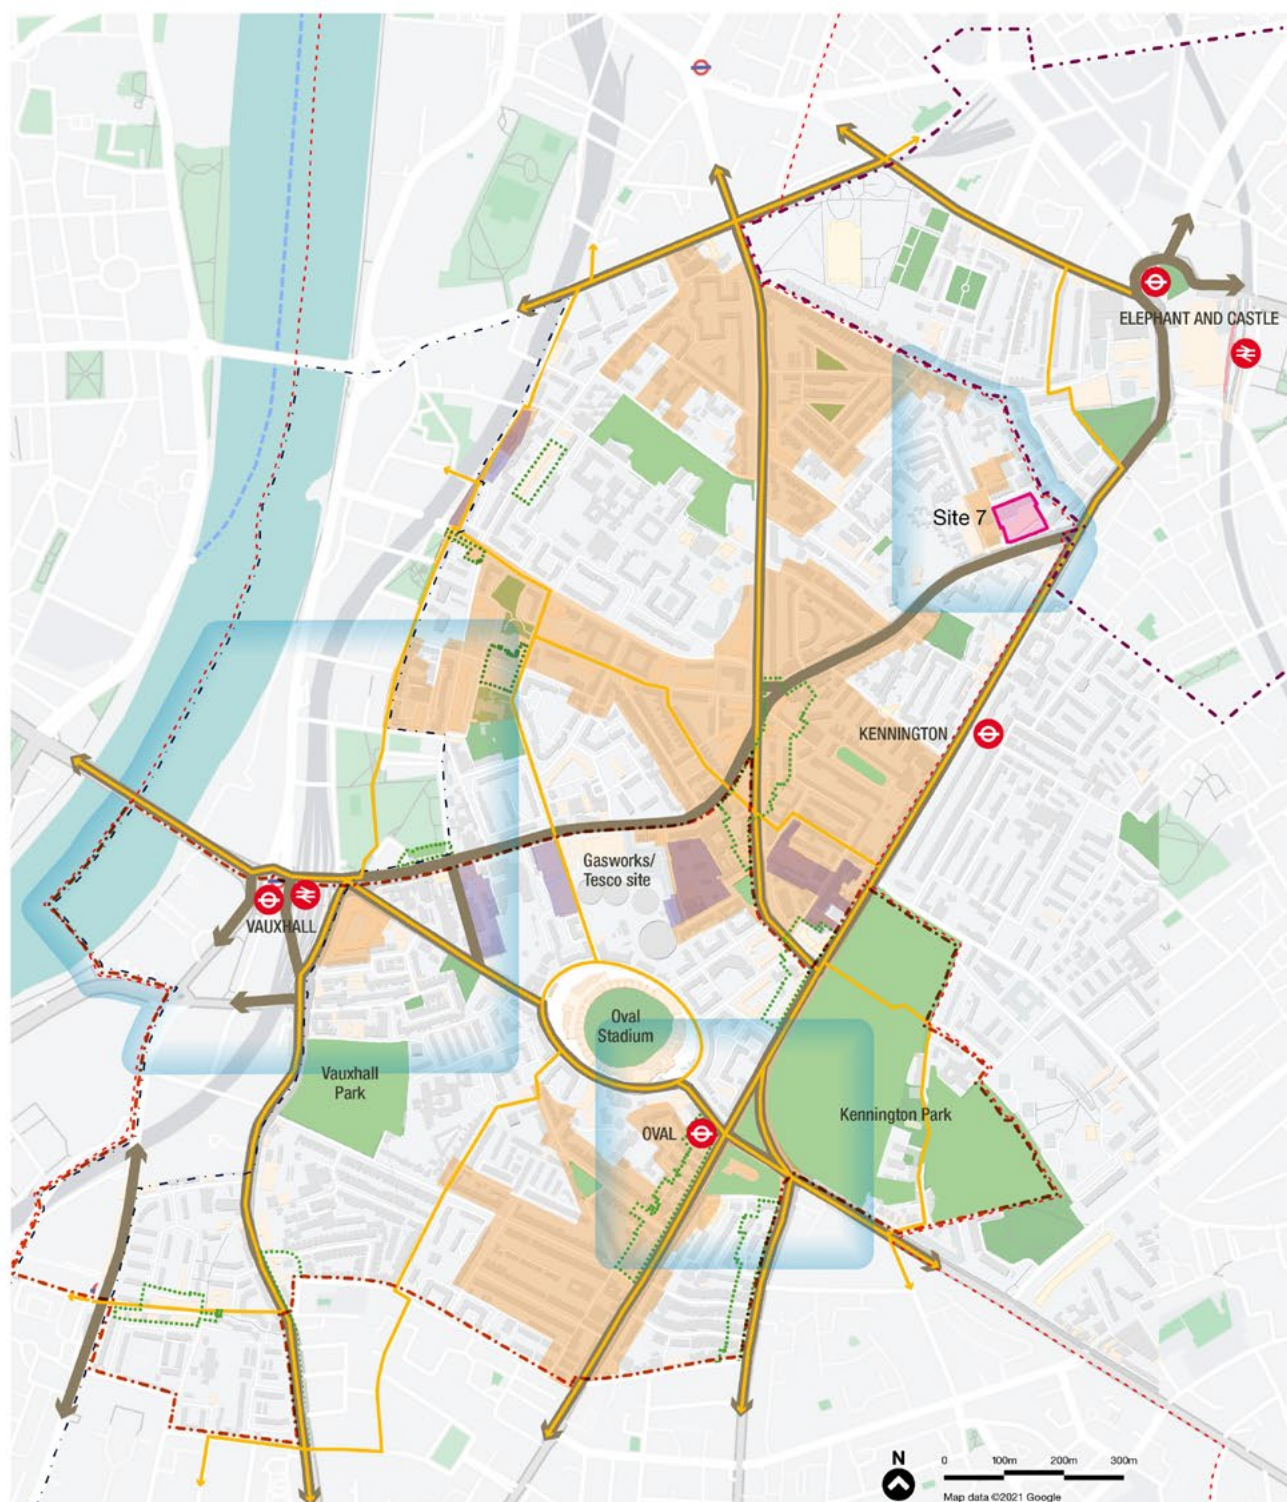 ELEPHANT AND CASTLE
Site 7
KENNINGTON
Gasworks/
Tesco site
VAUXHALL
Oval
Stadium
Vauxhall
Park
Kennington Park
OVAL
N
0 100m 200m 300m
Map data ©2021 Google